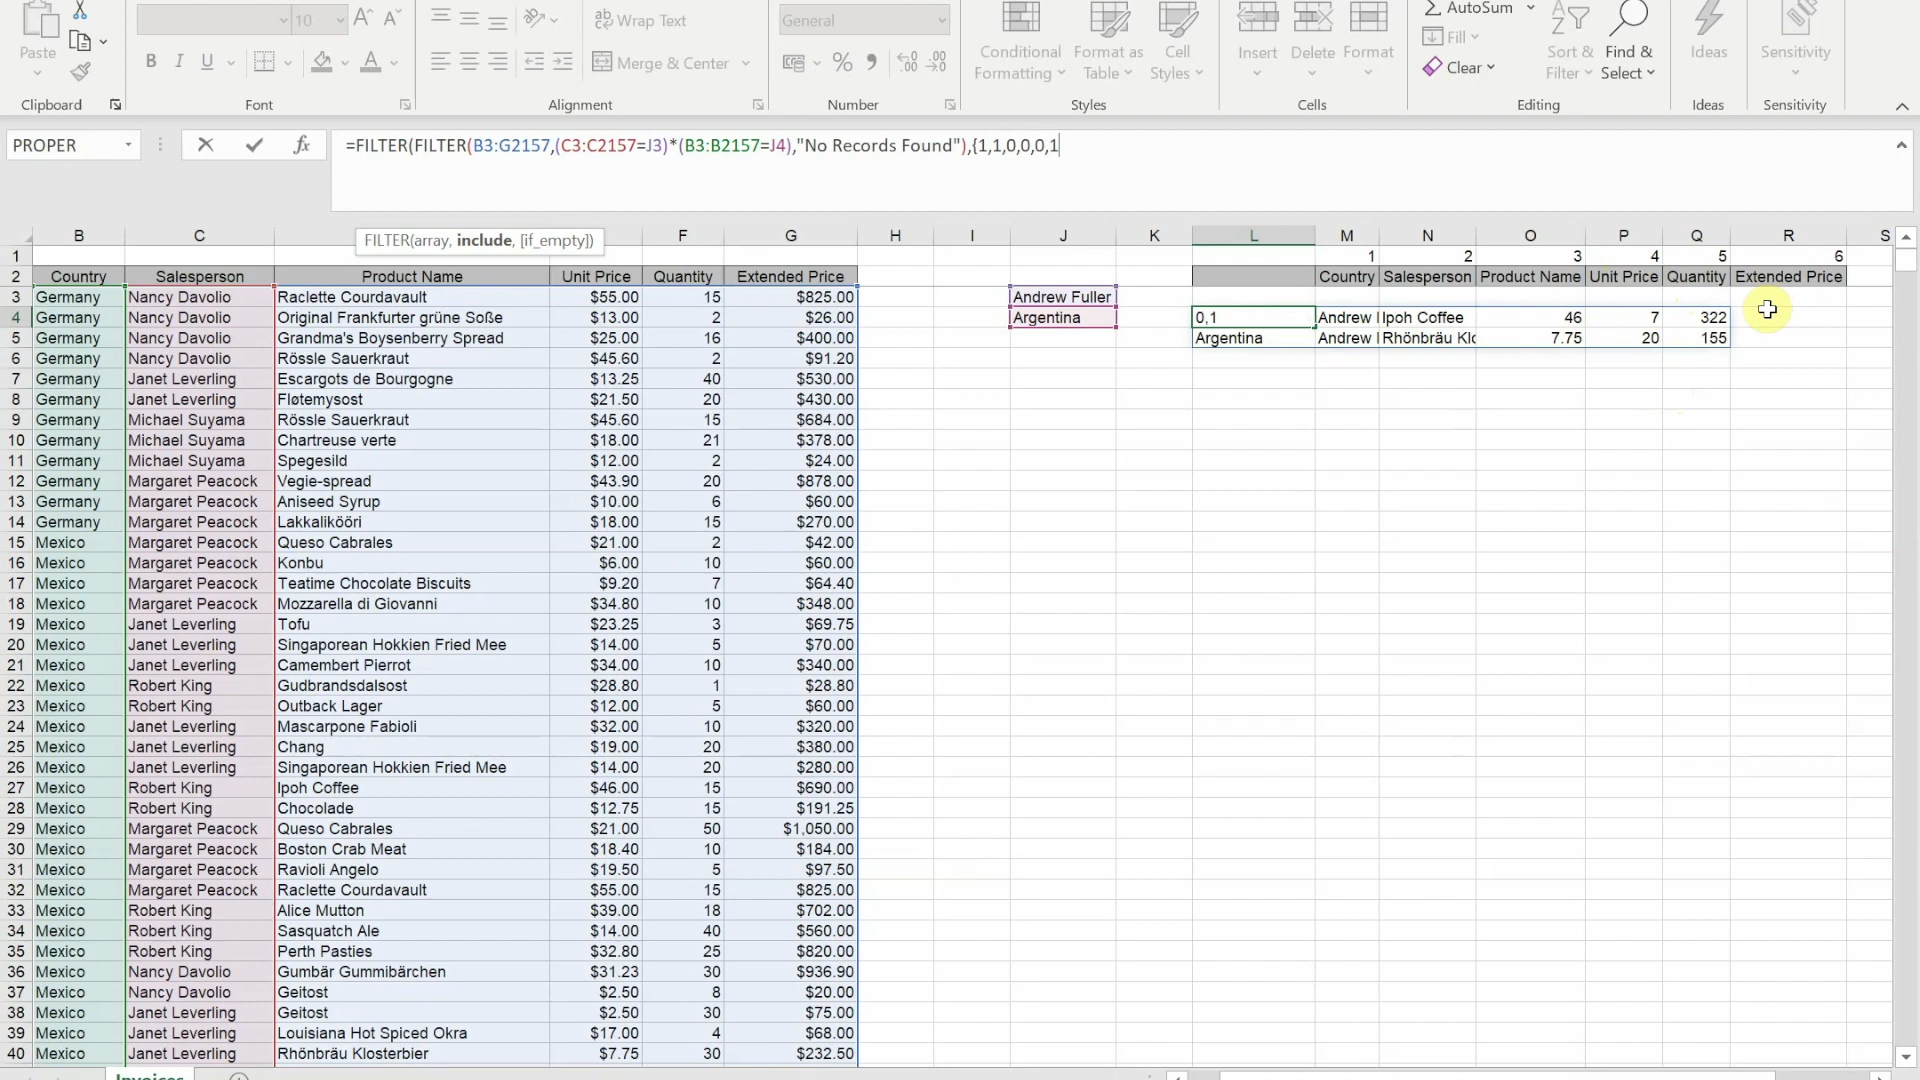 10
General
Paste
Wrap Text
Merge & Center
B I U A
% 9
Conditional Formatting
Format as Table
Cell Styles
Insert
Delete
Format
AutoSum
Fill
Clear
Sort & Filter
Find & Select
Ideas
Sensitivity
Clipboard Font Alignment Number Styles Cells Editing Ideas Sensitivity
PROPER fx =FILTER(FILTER(B3:G2157,(C3:C2157=J3)*(B3:B2157=J4),"No Records Found"),{1,1,0,0,0,1
FILTER(array, include, [if_empty])
B C F G H I J K L M N O P Q R S
1 1 2 3 4 5 6
2 Country Salesperson Product Name Unit Price Quantity Extended Price Country Salesperson Product Name Unit Price Quantity Extended Price
3 Germany Nancy Davolio Raclette Courdavault $55.00 15 $825.00 Andrew Fuller
4 Germany Nancy Davolio Original Frankfurter grüne Soße $13.00 2 $26.00 Argentina 0,1 Andrew Ipoh Coffee 46 7 322
5 Germany Nancy Davolio Grandma's Boysenberry Spread $25.00 16 $400.00 Argentina Andrew Rhönbräu Klo 7.75 20 155
6 Germany Nancy Davolio Rössle Sauerkraut $45.60 2 $91.20
7 Germany Janet Leverling Escargots de Bourgogne $13.25 40 $530.00
8 Germany Janet Leverling Fløtemysost $21.50 20 $430.00
9 Germany Michael Suyama Rössle Sauerkraut $45.60 15 $684.00
10 Germany Michael Suyama Chartreuse verte $18.00 21 $378.00
11 Germany Michael Suyama Spegesild $12.00 2 $24.00
12 Germany Margaret Peacock Vegie-spread $43.90 20 $878.00
13 Germany Margaret Peacock Aniseed Syrup $10.00 6 $60.00
14 Germany Margaret Peacock Lakkalikööri $18.00 15 $270.00
15 Mexico Margaret Peacock Queso Cabrales $21.00 2 $42.00
16 Mexico Margaret Peacock Konbu $6.00 10 $60.00
17 Mexico Margaret Peacock Teatime Chocolate Biscuits $9.20 7 $64.40
18 Mexico Margaret Peacock Mozzarella di Giovanni $34.80 10 $348.00
19 Mexico Janet Leverling Tofu $23.25 3 $69.75
20 Mexico Janet Leverling Singaporean Hokkien Fried Mee $14.00 5 $70.00
21 Mexico Janet Leverling Camembert Pierrot $34.00 10 $340.00
22 Mexico Robert King Gudbrandsdalsost $28.80 1 $28.80
23 Mexico Robert King Outback Lager $12.00 5 $60.00
24 Mexico Janet Leverling Mascarpone Fabioli $32.00 10 $320.00
25 Mexico Janet Leverling Chang $19.00 20 $380.00
26 Mexico Janet Leverling Singaporean Hokkien Fried Mee $14.00 20 $280.00
27 Mexico Robert King Ipoh Coffee $46.00 15 $690.00
28 Mexico Robert King Chocolade $12.75 15 $191.25
29 Mexico Margaret Peacock Queso Cabrales $21.00 50 $1,050.00
30 Mexico Margaret Peacock Boston Crab Meat $18.40 10 $184.00
31 Mexico Margaret Peacock Ravioli Angelo $19.50 5 $97.50
32 Mexico Margaret Peacock Raclette Courdavault $55.00 15 $825.00
33 Mexico Robert King Alice Mutton $39.00 18 $702.00
34 Mexico Robert King Sasquatch Ale $14.00 40 $560.00
35 Mexico Robert King Perth Pasties $32.80 25 $820.00
36 Mexico Nancy Davolio Gumbär Gummibärchen $31.23 30 $936.90
37 Mexico Nancy Davolio Geitost $2.50 8 $20.00
38 Mexico Janet Leverling Geitost $2.50 30 $75.00
39 Mexico Janet Leverling Louisiana Hot Spiced Okra $17.00 4 $68.00
40 Mexico Janet Leverling Rhönbräu Klosterbier $7.75 30 $232.50
Invoices